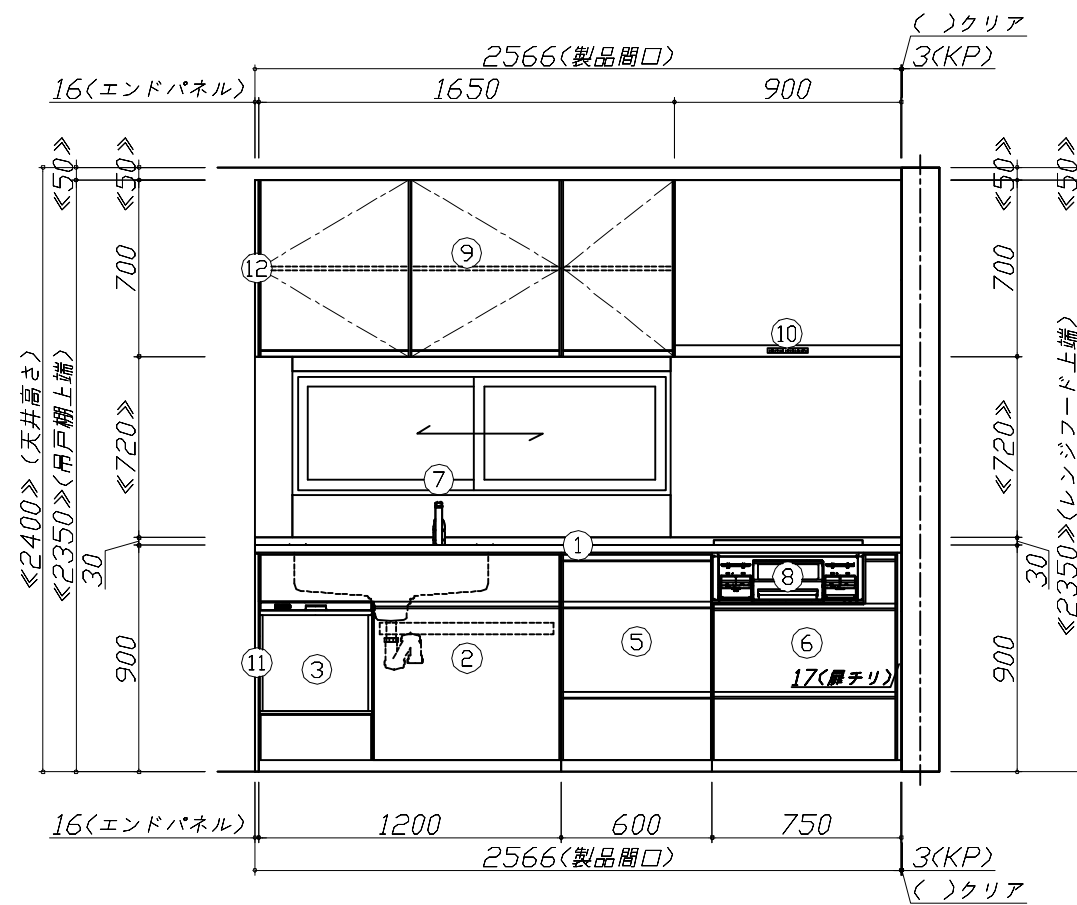 ( )クリア
2566(製品間口)
3(KP)
16(エンドパネル)
1650
900
≪50≫
≪50≫
≪50≫
≪50≫
700
700
9
12
10
≪2400≫(天井高さ)
≪2350≫(吊戸棚上端)
≪720≫
≪720≫
≪2350≫(レンジフード上端)
7
1
30
30
8
900
900
11
3
2
5
6
17(扉チリ)
16(エンドパネル)
1200
600
750
2566(製品間口)
3(KP)
( )クリア